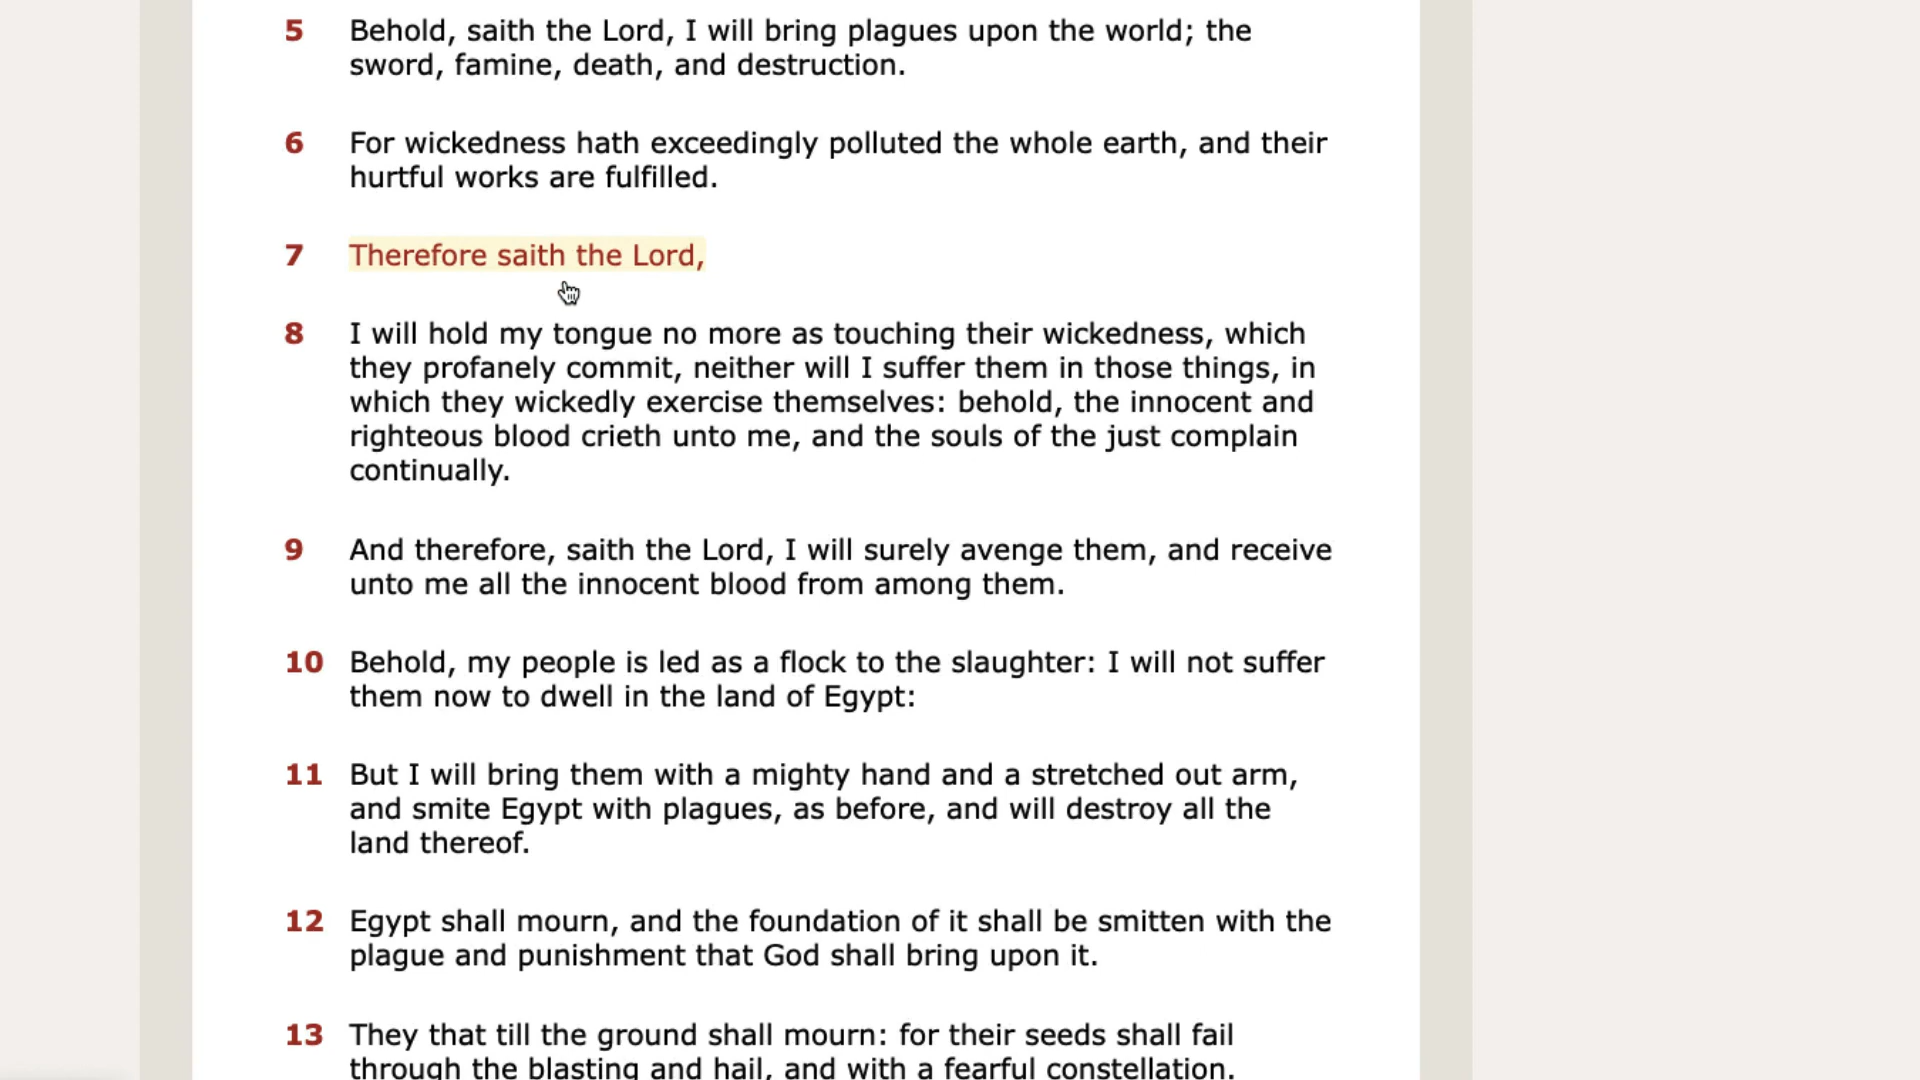 5 Behold, saith the Lord, I will bring plagues upon the world; the
sword, famine, death, and destruction.
6 For wickedness hath exceedingly polluted the whole earth, and their
hurtful works are fulfilled.
7 Therefore saith the Lord,
8 I will hold my tongue no more as touching their wickedness, which
they profanely commit, neither will I suffer them in those things, in
which they wickedly exercise themselves: behold, the innocent and
righteous blood crieth unto me, and the souls of the just complain
continually.
9 And therefore, saith the Lord, I will surely avenge them, and receive
unto me all the innocent blood from among them.
10 Behold, my people is led as a flock to the slaughter: I will not suffer
them now to dwell in the land of Egypt:
11 But I will bring them with a mighty hand and a stretched out arm,
and smite Egypt with plagues, as before, and will destroy all the
land thereof.
12 Egypt shall mourn, and the foundation of it shall be smitten with the
plague and punishment that God shall bring upon it.
13 They that till the ground shall mourn: for their seeds shall fail
through the blasting and hail, and with a fearful constellation.